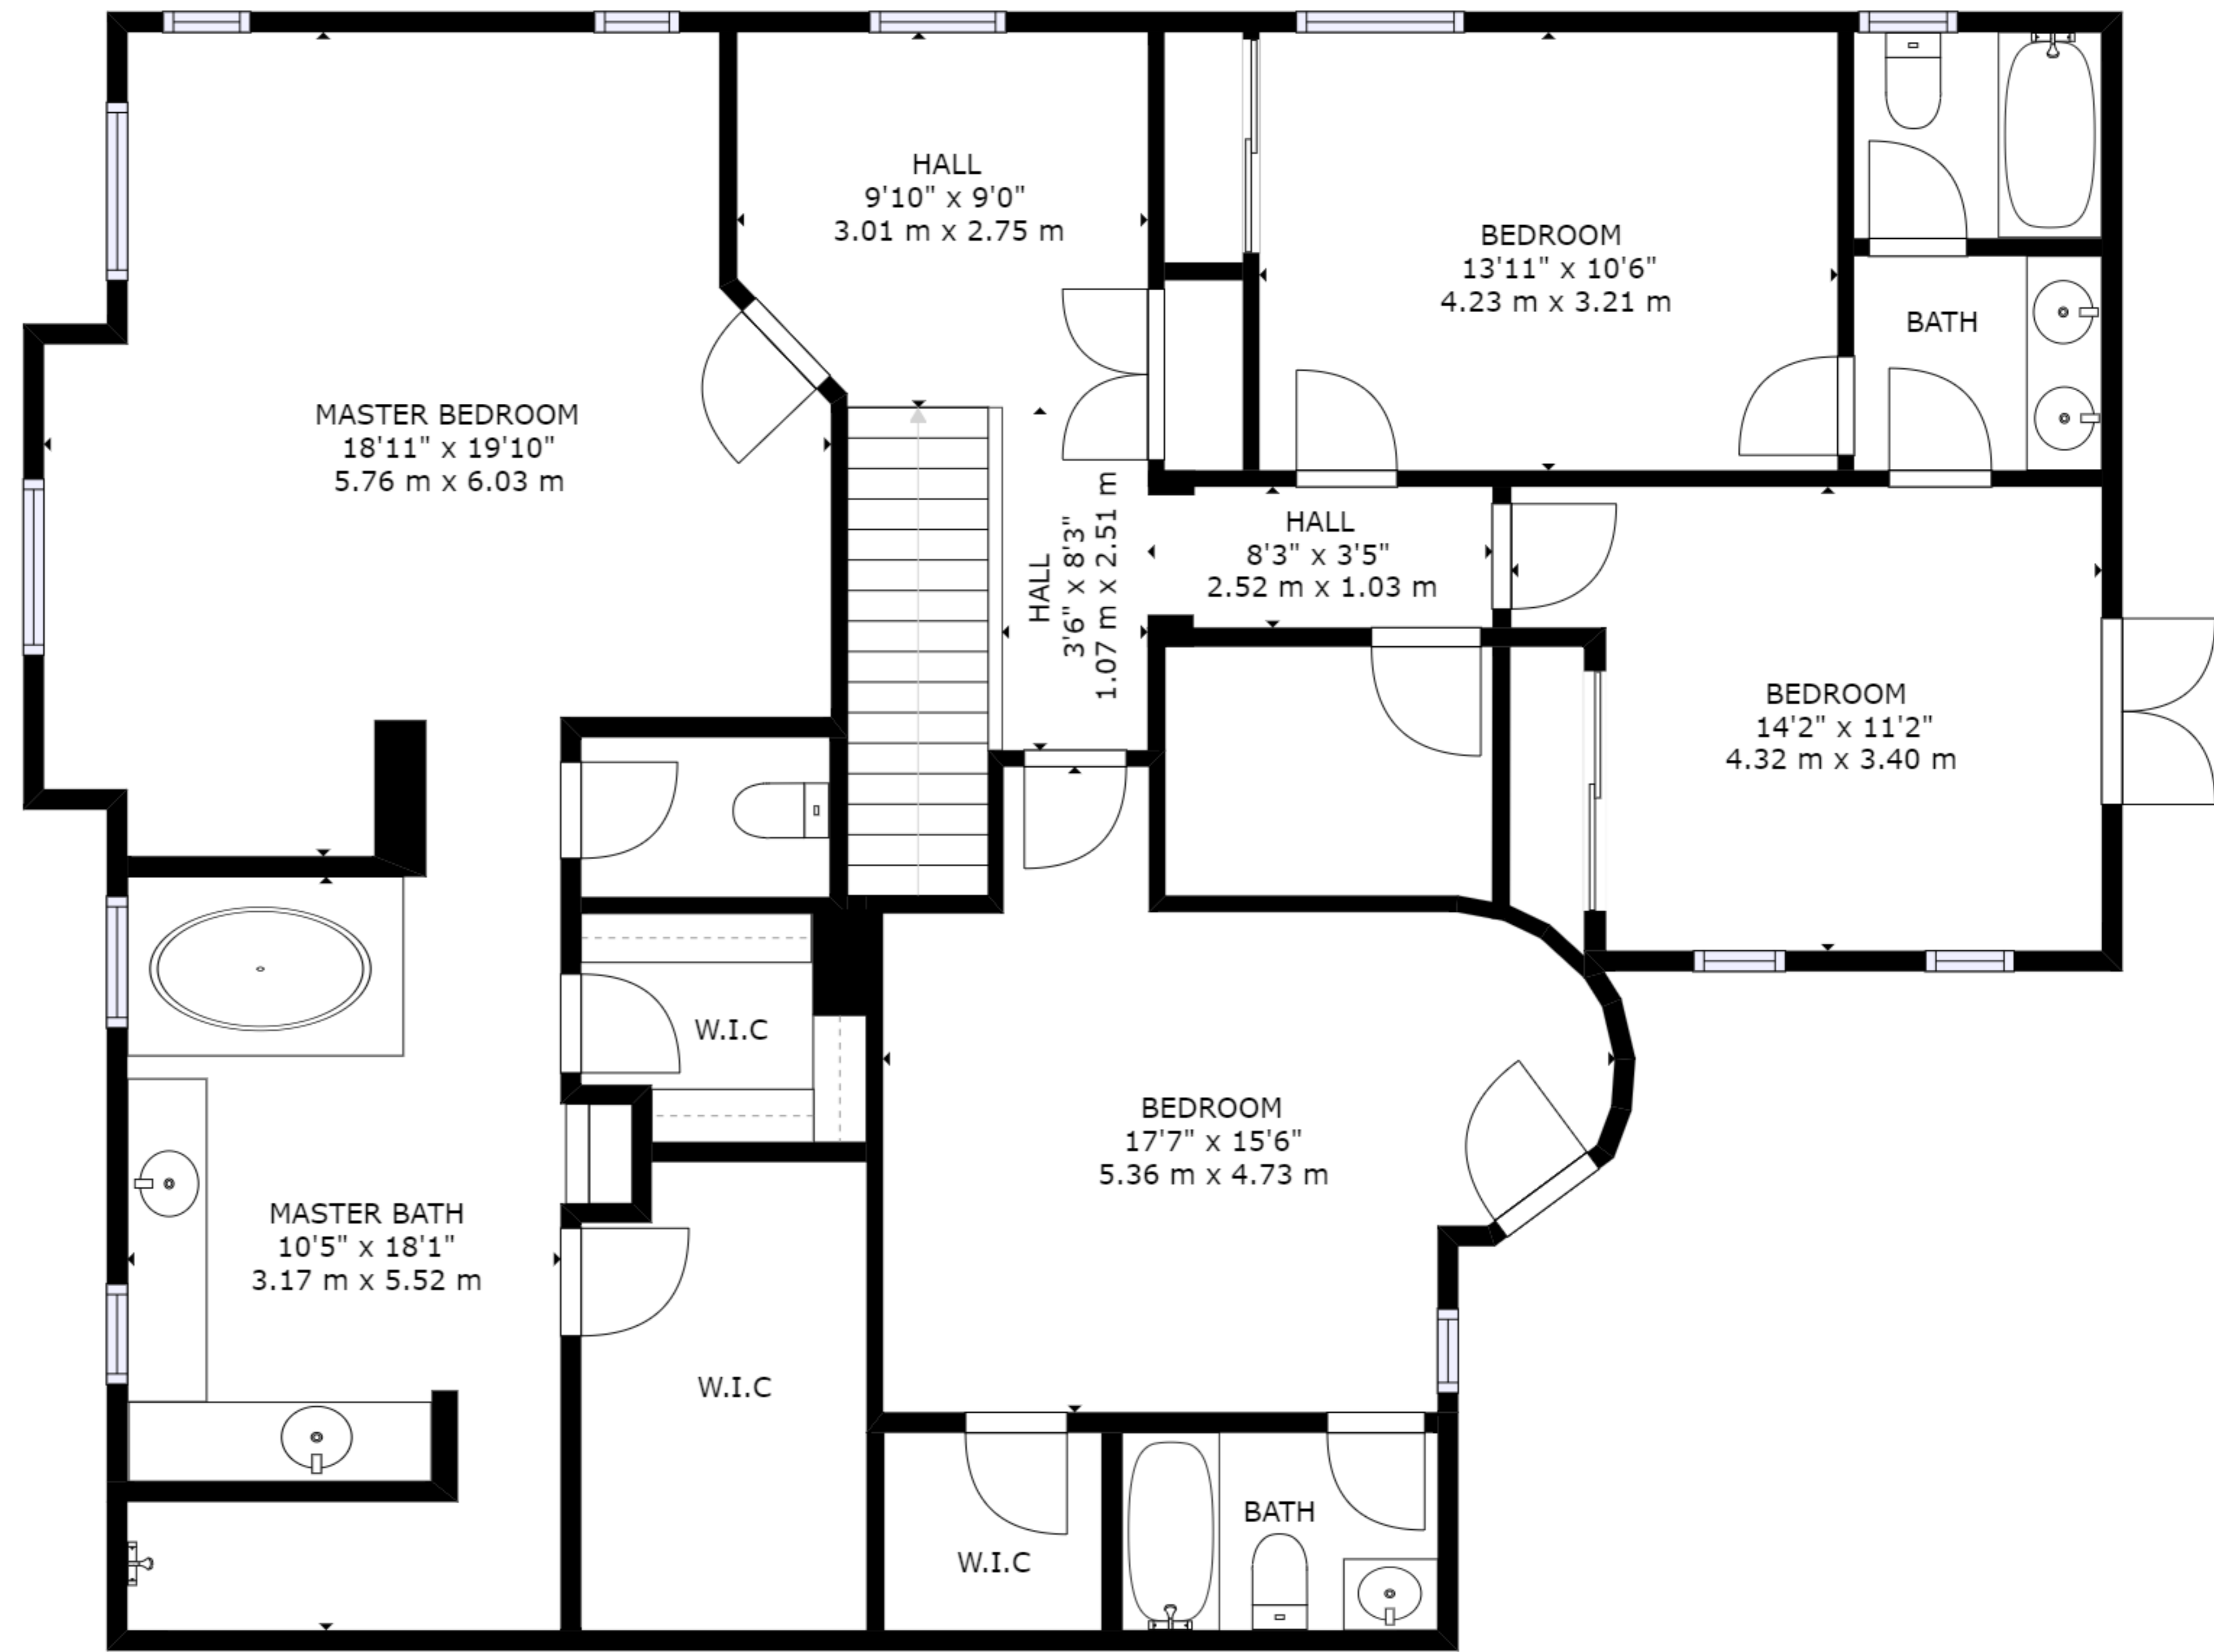 HALL
9'10" x 9'0"
3.01 m x 2.75 m
BEDROOM
13'11" x 10'6"
4.23 m x 3.21 m
BATH
MASTER BEDROOM
18'11" x 19'10"
5.76 m x 6.03 m
HALL
3'6" x 8'3"
1.07 m x 2.51 m
HALL
8'3" x 3'5"
2.52 m x 1.03 m
BEDROOM
14'2" x 11'2"
4.32 m x 3.40 m
W.I.C
BEDROOM
17'7" x 15'6"
5.36 m x 4.73 m
MASTER BATH
10'5" x 18'1"
3.17 m x 5.52 m
W.I.C
W.I.C
BATH